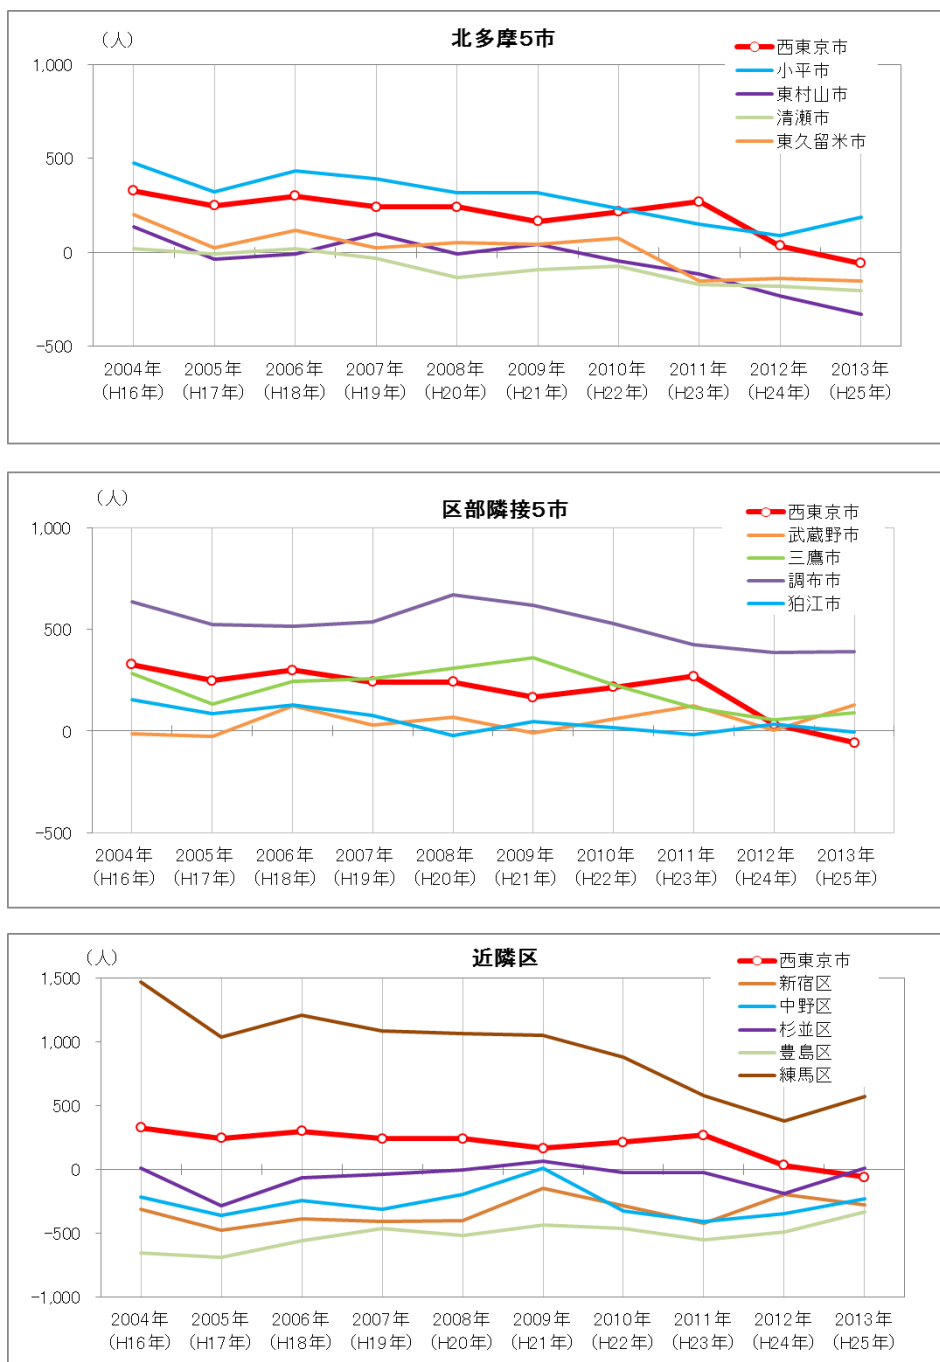 北多摩5市
(人)
西東京市
小平市
東村山市
清瀬市
東久留米市
1,000
500
0
−500
2004年 2005年 2006年 2007年 2008年 2009年 2010年 2011年 2012年 2013年
(H16年) (H17年) (H18年) (H19年) (H20年) (H21年) (H22年) (H23年) (H24年) (H25年)
区部隣接5市
(人)
西東京市
武蔵野市
三鷹市
調布市
狛江市
1,000
500
0
−500
2004年 2005年 2006年 2007年 2008年 2009年 2010年 2011年 2012年 2013年
(H16年) (H17年) (H18年) (H19年) (H20年) (H21年) (H22年) (H23年) (H24年) (H25年)
近隣区
(人)
西東京市
新宿区
中野区
杉並区
豊島区
練馬区
1,500
1,000
500
0
−500
−1,000
2004年 2005年 2006年 2007年 2008年 2009年 2010年 2011年 2012年 2013年
(H16年) (H17年) (H18年) (H19年) (H20年) (H21年) (H22年) (H23年) (H24年) (H25年)